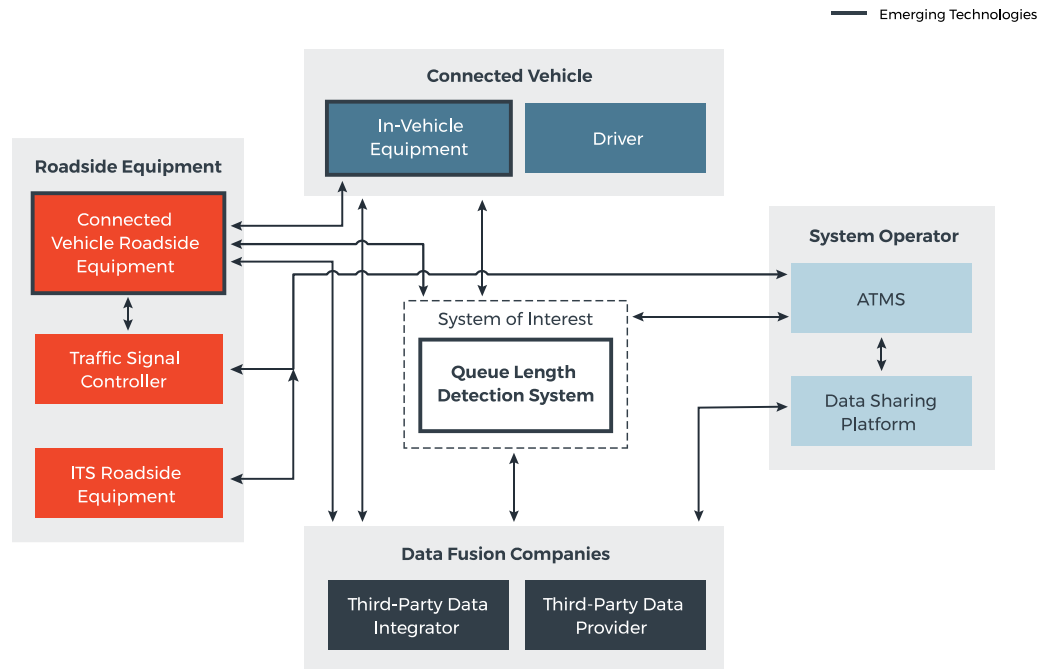 Emerging Technologies
Connected Vehicle
In-Vehicle
Equipment
Driver
Roadside Equipment
Connected
Vehicle Roadside
Equipment
Traffic Signal
Controller
ITS Roadside
Equipment
System of Interest
Queue Length
Detection System
System Operator
ATMS
Data Sharing
Platform
Data Fusion Companies
Third-Party Data
Integrator
Third-Party Data
Provider